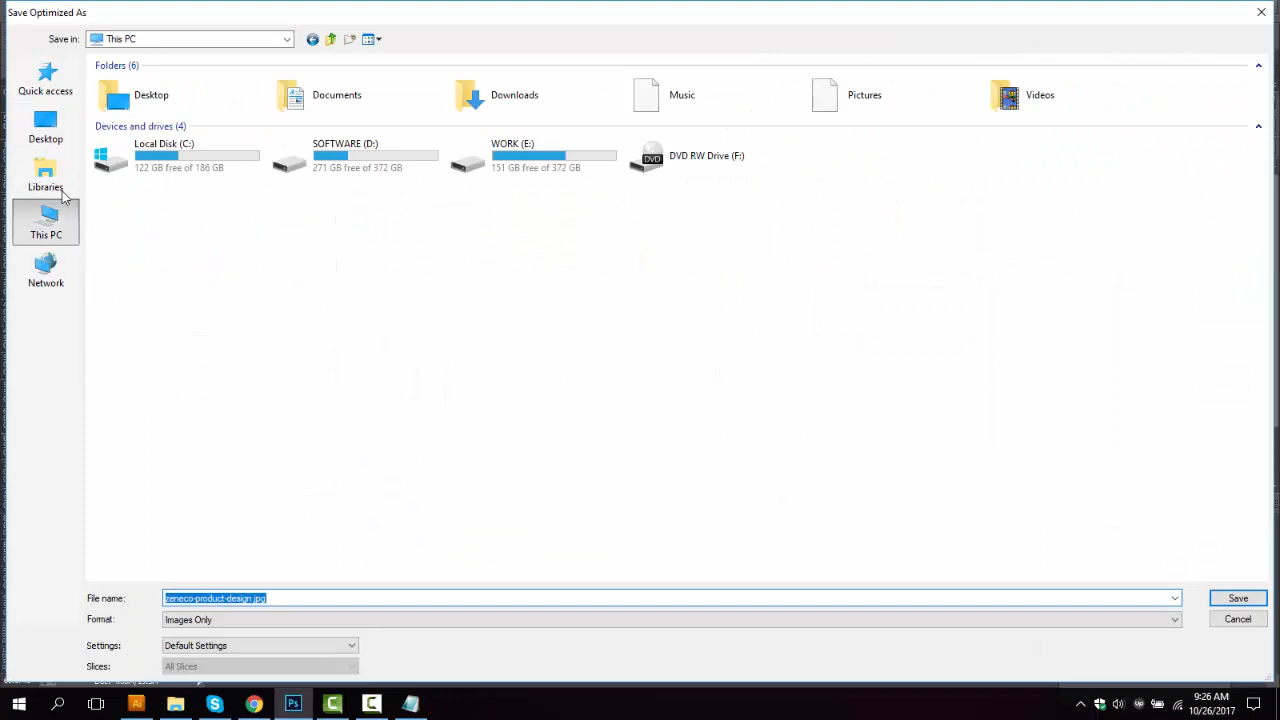 Save Optimized As
Save in: This PC
Folders (6)
Quick access
Desktop
Documents
Downloads
Music
Pictures
Videos
Devices and drives (4)
Desktop
Local Disk (C:)
122 GB free of 186 GB
SOFTWARE (D:)
271 GB free of 372 GB
WORK (E:)
151 GB free of 372 GB
DVD
DVD RW Drive (F:)
Libraries
This PC
Network
File name: zeneco-product-design.jpg
Save
Format: Images Only
Cancel
Settings: Default Settings
Slices: All Slices
Ai
Ps
9:26 AM
10/26/2017